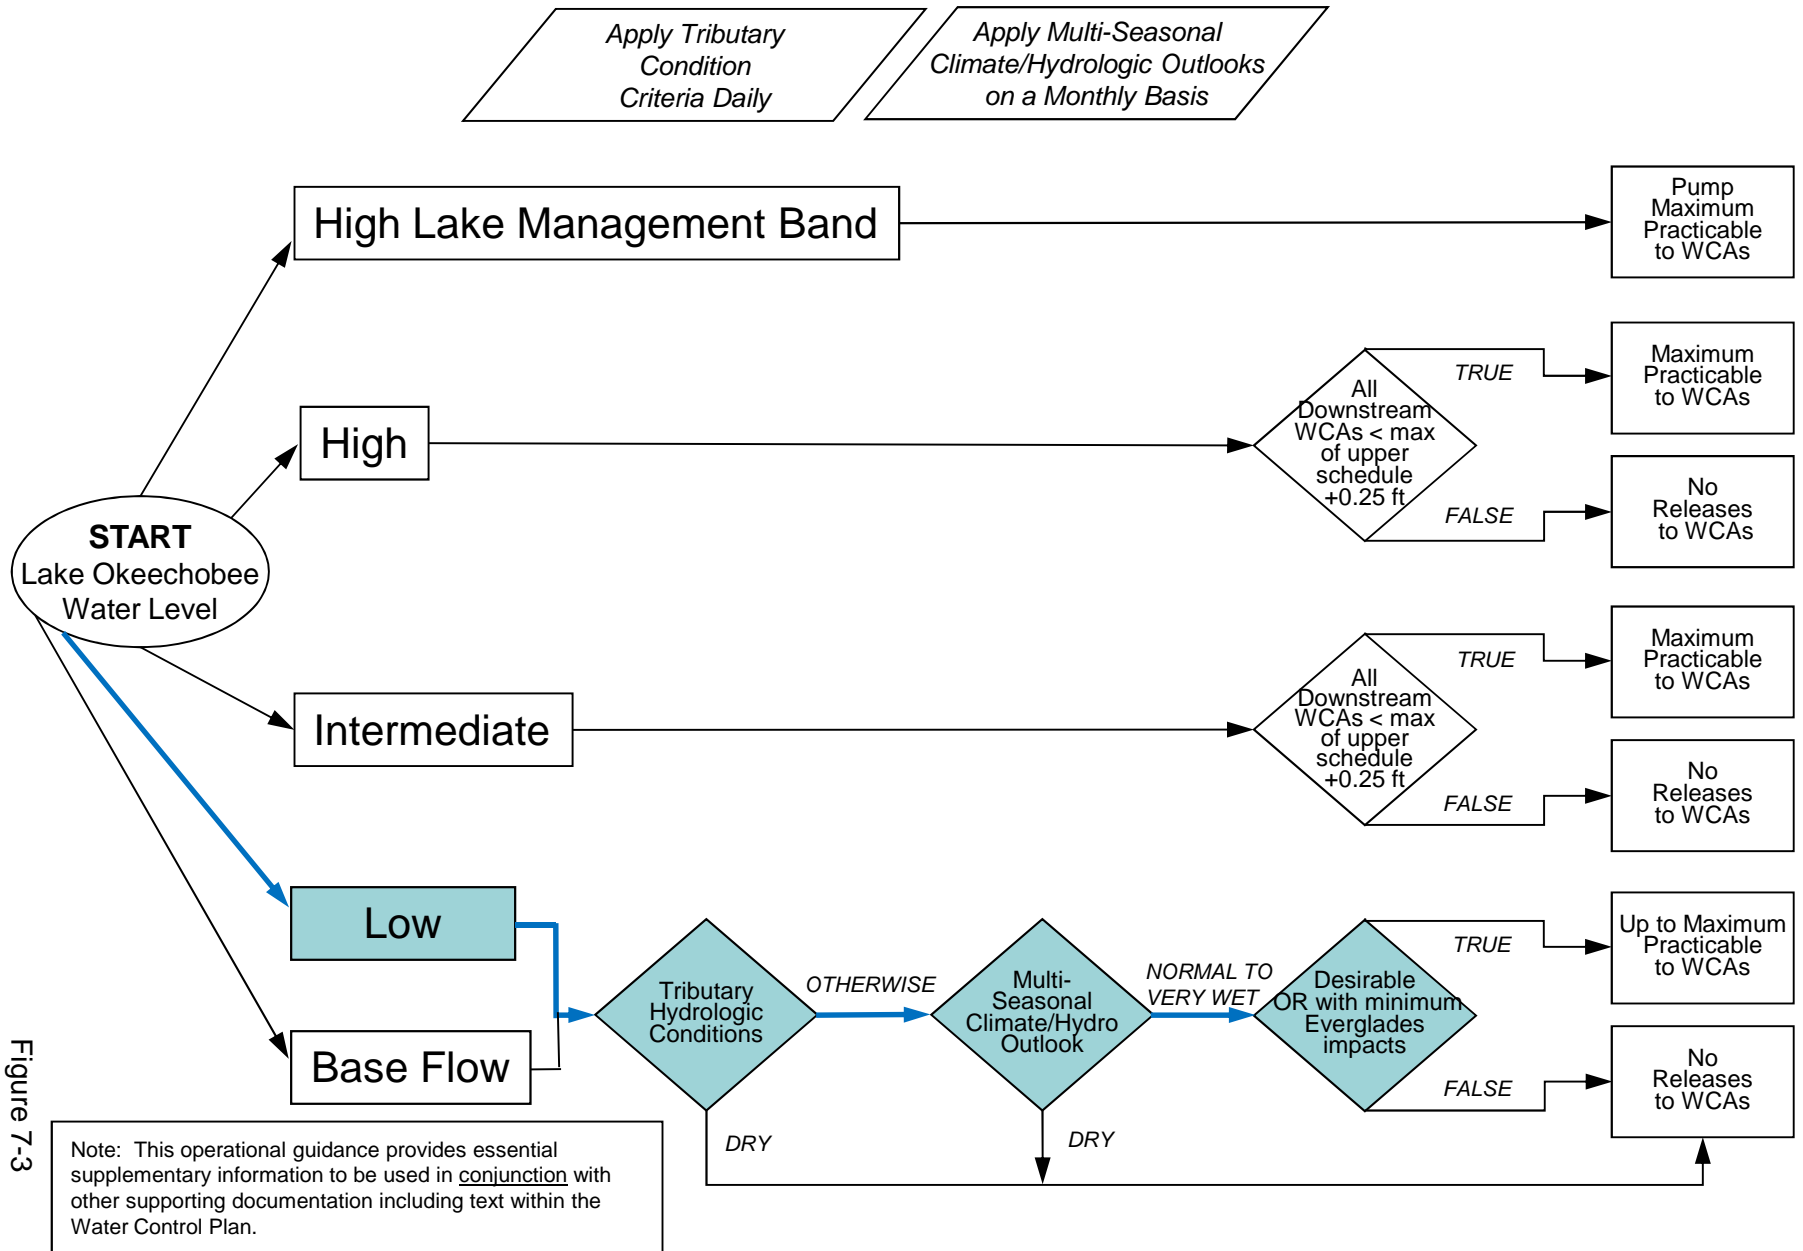 Apply Tributary
Condition
Criteria Daily
Apply Multi-Seasonal
Climate/Hydrologic Outlooks
on a Monthly Basis
High Lake Management Band
Pump
Maximum
Practicable
to WCAs
High
All
Downstream
WCAs < max
of upper
schedule
+0.25 ft
TRUE
Maximum
Practicable
to WCAs
FALSE
No
Releases
to WCAs
START
Lake Okeechobee
Water Level
Intermediate
All
Downstream
WCAs < max
of upper
schedule
+0.25 ft
TRUE
Maximum
Practicable
to WCAs
FALSE
No
Releases
to WCAs
Low
Base Flow
Tributary
Hydrologic
Conditions
OTHERWISE
DRY
Multi-
Seasonal
Climate/Hydro
Outlook
NORMAL TO
VERY WET
DRY
Desirable
OR with minimum
Everglades
impacts
TRUE
Up to Maximum
Practicable
to WCAs
FALSE
No
Releases
to WCAs
Note: This operational guidance provides essential
supplementary information to be used in conjunction with
other supporting documentation including text within the
Water Control Plan.
Figure 7-3